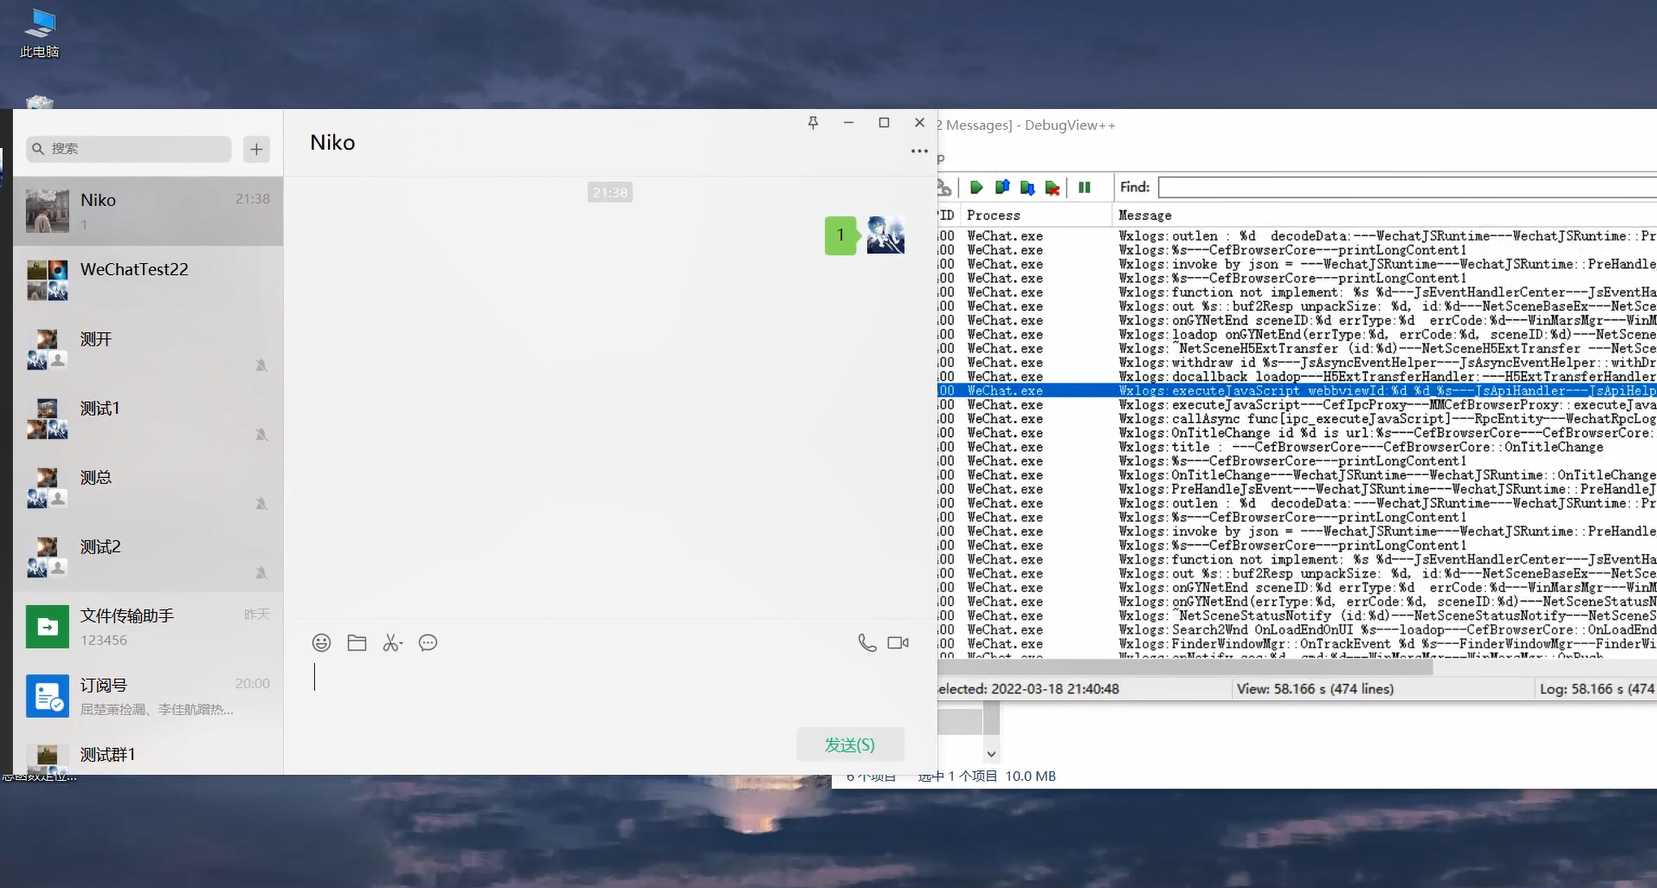 此电脑
搜索
Niko
21:38
1
WeChatTest22
测开
测试1
测总
测试2
文件传输助手
昨天
123456
订阅号
20:00
屈楚萧捡漏、李佳航蹭热...
测试群1
Niko
21:38
1
发送(S)
2 Messages] - DebugView++
p
Find:
PID Process Message
00 WeChat.exe Wxlogs:outlen : %d decodeData:---WechatJSRuntime---WechatJSRuntime::Pr
00 WeChat.exe Wxlogs:%s---CefBrowserCore---printLongContent1
00 WeChat.exe Wxlogs:invoke by json = ---WechatJSRuntime---WechatJSRuntime::PreHandle
00 WeChat.exe Wxlogs:%s---CefBrowserCore---printLongContent1
00 WeChat.exe Wxlogs:function not implement: %s %d---JsEventHandlerCenter---JsEventHa
00 WeChat.exe Wxlogs:out %s::buf2Resp unpackSize: %d, id:%d---NetSceneBaseEx---NetSce
00 WeChat.exe Wxlogs:onGYNetEnd sceneID:%d errType:%d errCode:%d---WinMarsMgr---WinM
00 WeChat.exe Wxlogs:loadop onGYNetEnd(errType:%d, errCode:%d, sceneID:%d)---NetScene
00 WeChat.exe Wxlogs:~NetSceneH5ExtTransfer (id:%d)---NetSceneH5ExtTransfer ---NetSce
00 WeChat.exe Wxlogs:withdraw id %s---JsAsyncEventHelper---JsAsyncEventHelper::withDr
00 WeChat.exe Wxlogs:docallback loadop---H5ExtTransferHandler:---H5ExtTransferHandler
00 WeChat.exe Wxlogs:executeJavaScript webbviewId:%d %d %s---JsApiHandler---JsApiHelp
00 WeChat.exe Wxlogs:executeJavaScript---CefIpcProxy---MMCefBrowserProxy::executeJava
00 WeChat.exe Wxlogs:callAsync func[ipc_executeJavaScript]---RpcEntity---WechatRpcLog
00 WeChat.exe Wxlogs:OnTitleChange id %d is url:%s---CefBrowserCore---CefBrowserCore:
00 WeChat.exe Wxlogs:title : ---CefBrowserCore---CefBrowserCore::OnTitleChange
00 WeChat.exe Wxlogs:%s---CefBrowserCore---printLongContent1
00 WeChat.exe Wxlogs:OnTitleChange---WechatJSRuntime---WechatJSRuntime::OnTitleChange
00 WeChat.exe Wxlogs:PreHandleJsEvent---WechatJSRuntime---WechatJSRuntime::PreHandleJ
00 WeChat.exe Wxlogs:outlen : %d decodeData:---WechatJSRuntime---WechatJSRuntime::Pr
00 WeChat.exe Wxlogs:%s---CefBrowserCore---printLongContent1
00 WeChat.exe Wxlogs:invoke by json = ---WechatJSRuntime---WechatJSRuntime::PreHandle
00 WeChat.exe Wxlogs:%s---CefBrowserCore---printLongContent1
00 WeChat.exe Wxlogs:function not implement: %s %d---JsEventHandlerCenter---JsEventHa
00 WeChat.exe Wxlogs:out %s::buf2Resp unpackSize: %d, id:%d---NetSceneBaseEx---NetSce
00 WeChat.exe Wxlogs:onGYNetEnd sceneID:%d errType:%d errCode:%d---WinMarsMgr---WinM
00 WeChat.exe Wxlogs:onGYNetEnd(errType:%d, errCode:%d, sceneID:%d)---NetSceneStatusN
00 WeChat.exe Wxlogs:~NetSceneStatusNotify (id:%d)---NetSceneStatusNotify ---NetScene
00 WeChat.exe Wxlogs:Search2Wnd OnLoadEndOnUI %s---loadop---CefBrowserCore::OnLoadEnd
00 WeChat.exe Wxlogs:FinderWindowMgr::OnTrackEvent %d %s---FinderWindowMgr---FinderWi
elected: 2022-03-18 21:40:48
View: 58.166 s (474 lines)
Log: 58.166 s (474
6 个项目 选中 1 个项目 10.0 MB